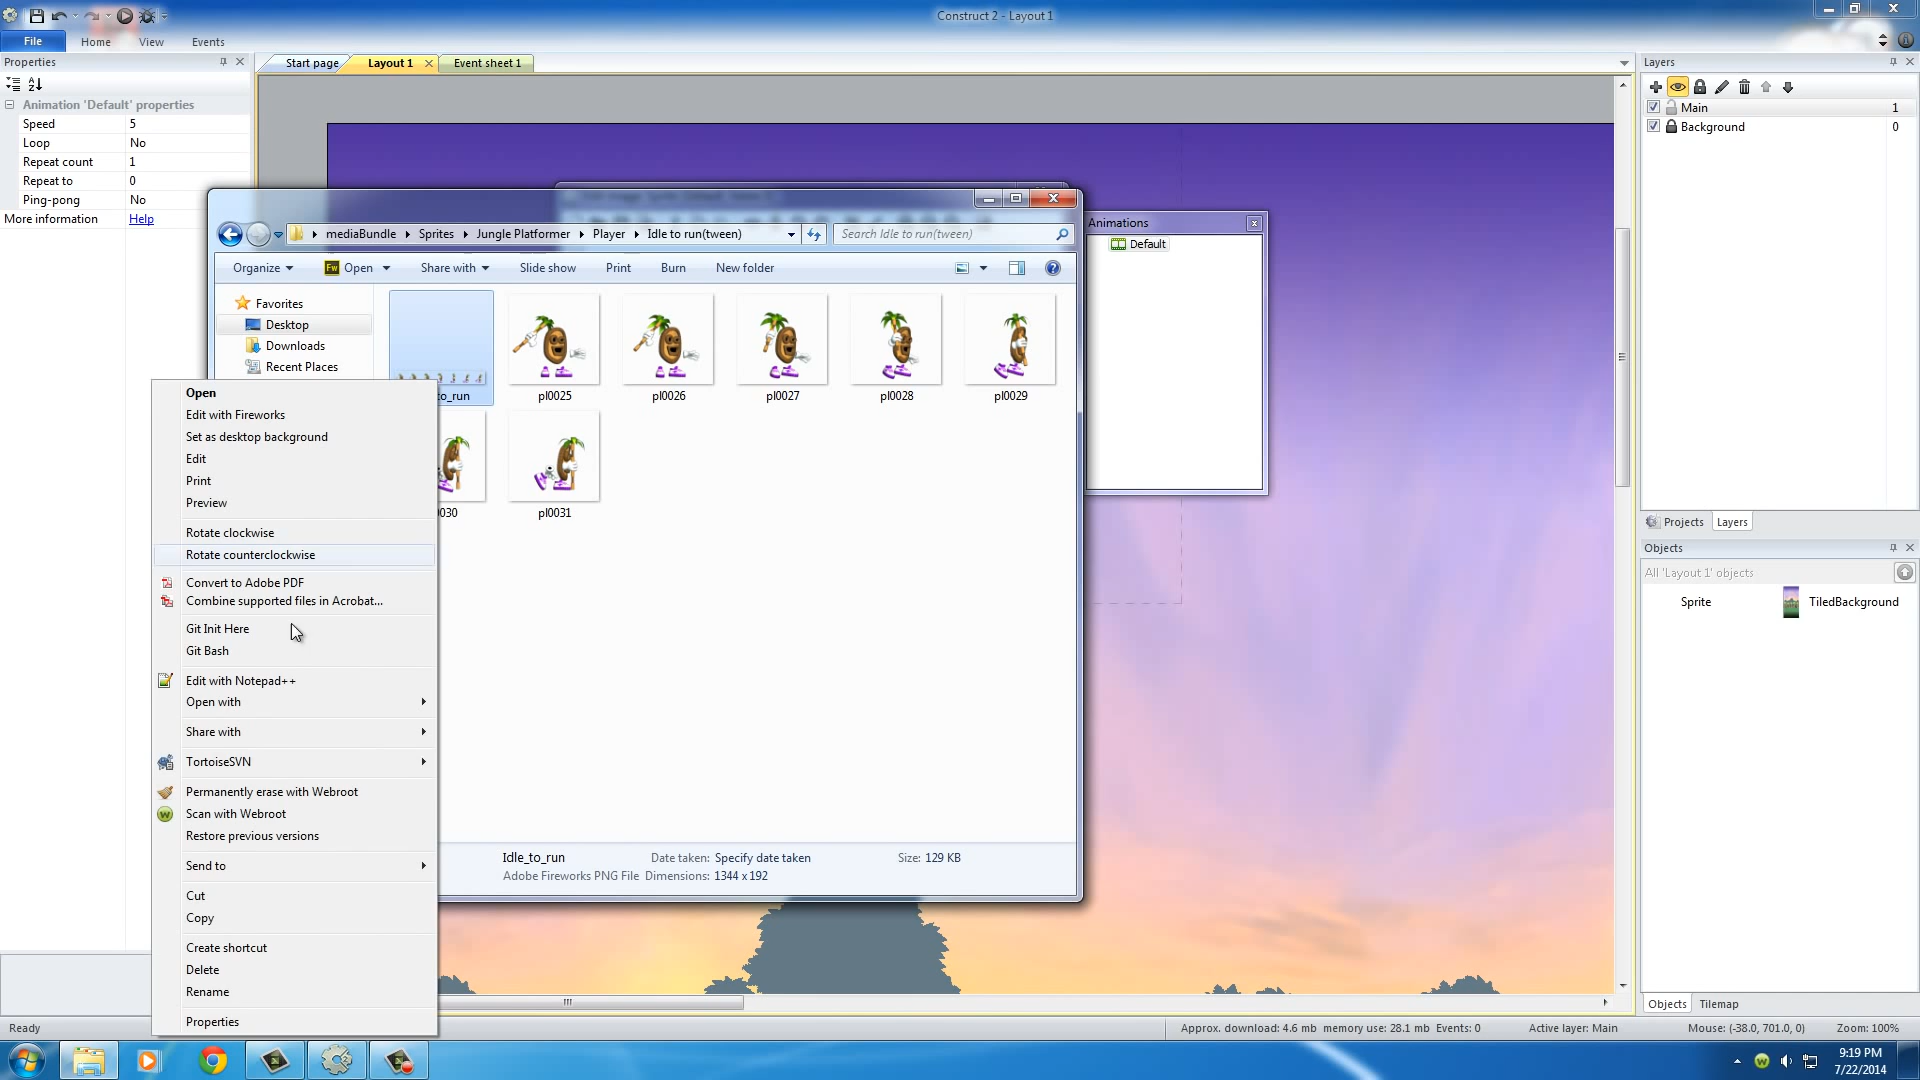 Construct 2 - Layout 1
File Home View Events
Properties
Animation 'Default' properties
Speed 5
Loop No
Repeat count 1
Repeat to 0
Ping-pong No
More information Help
Start page Layout 1 Event sheet 1
mediaBundle Sprites Jungle Platformer Player Idle to run(tween)
Search Idle to run(tween)
Organize Open Share with Slide show Print Burn New folder
Favorites
Desktop
Downloads
Recent Places
to_run pl0025 pl0026 pl0027 pl0028 pl0029
030 pl0031
Idle_to_run Date taken: Specify date taken Size: 129 KB
Adobe Fireworks PNG File Dimensions: 1344 x 192
Open
Edit with Fireworks
Set as desktop background
Edit
Print
Preview
Rotate clockwise
Rotate counterclockwise
Convert to Adobe PDF
Combine supported files in Acrobat...
Git Init Here
Git Bash
Edit with Notepad++
Open with
Share with
TortoiseSVN
Permanently erase with Webroot
Scan with Webroot
Restore previous versions
Send to
Cut
Copy
Create shortcut
Delete
Rename
Properties
Animations
Default
Layers
Main 1
Background 0
Projects Layers
Objects
All 'Layout 1' objects
Sprite TiledBackground
Objects Tilemap
Ready Approx. download: 4.6 mb memory use: 28.1 mb Events: 0 Active layer: Main Mouse: (-38.0, 701.0, 0) Zoom: 100%
9:19 PM
7/22/2014